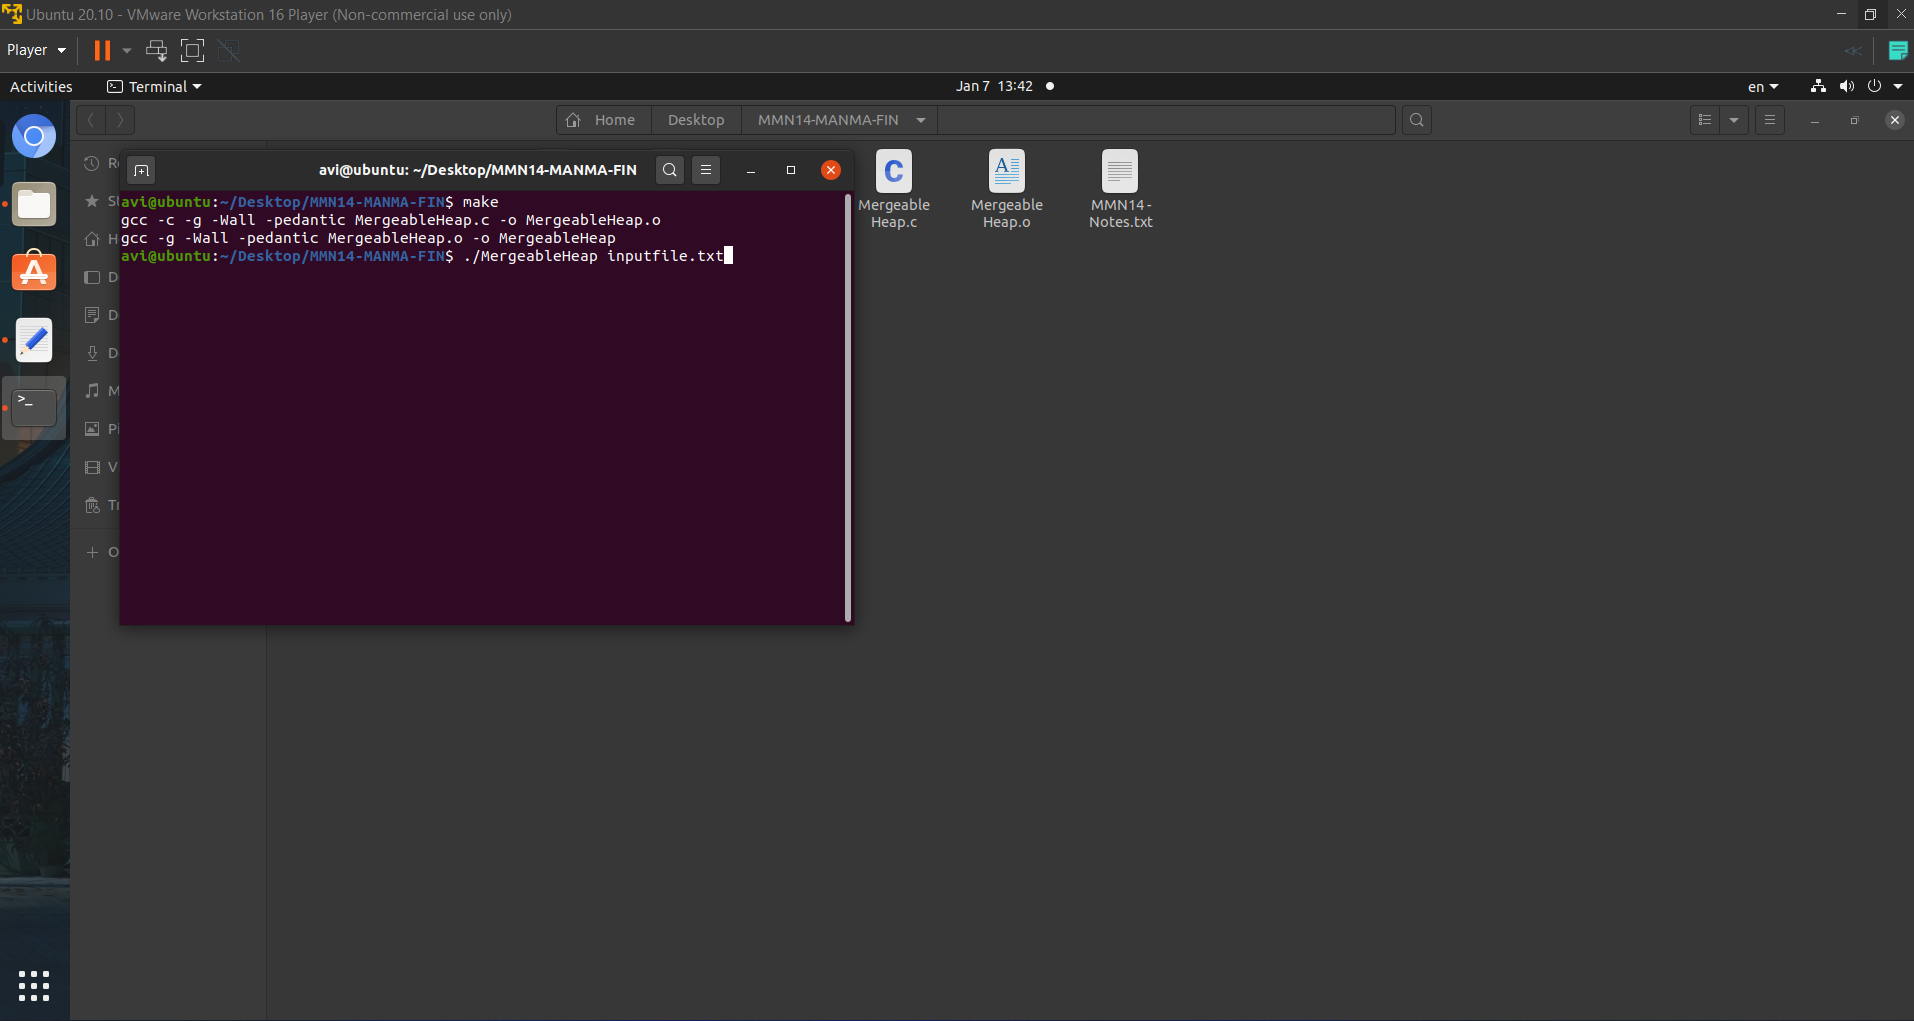 Ubuntu 20.10 - VMware Workstation 16 Player (Non-commercial use only)
Player
Activities
Terminal
Jan 7 13:42
en
Home
Desktop
MMN14-MANMA-FIN
avi@ubuntu: ~/Desktop/MMN14-MANMA-FIN
avi@ubuntu:~/Desktop/MMN14-MANMA-FIN$ make
gcc -c -g -Wall -pedantic MergeableHeap.c -o MergeableHeap.o
gcc -g -Wall -pedantic MergeableHeap.o -o MergeableHeap
avi@ubuntu:~/Desktop/MMN14-MANMA-FIN$ ./MergeableHeap inputfile.txt
Mergeable
Heap.c
Mergeable
Heap.o
MMN14-
Notes.txt